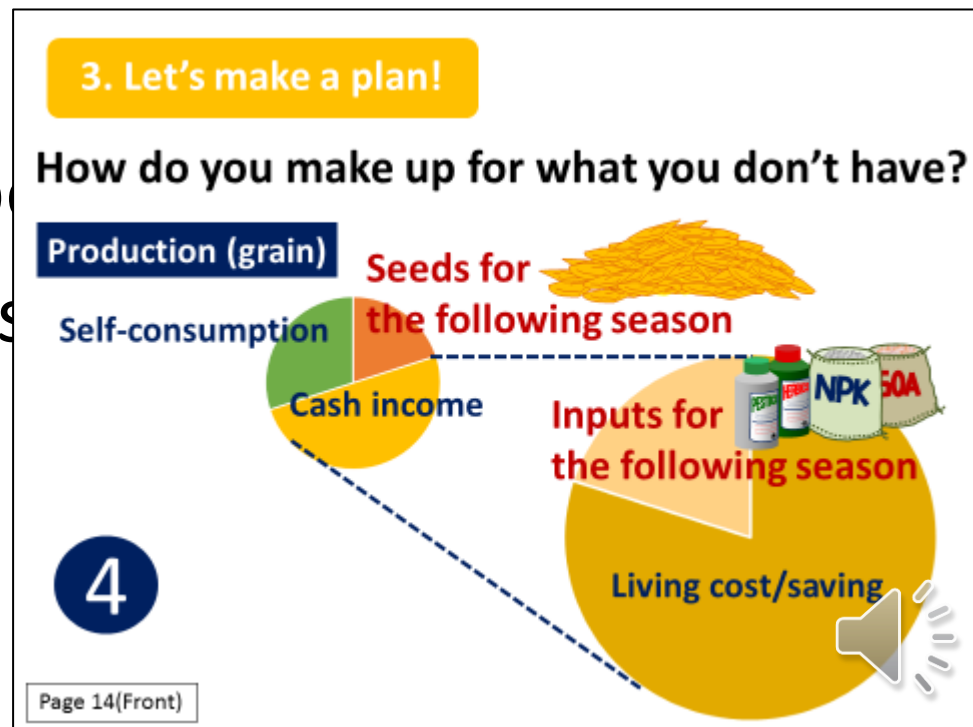 3. Let's make a plan!
How do you make up for what you don't have?
Production (grain)
Seeds for
the following season
Self-consumption
Cash income
NPK
SOA
HERBICIDE
Inputs for
the following season
Living cost/saving
4
Page 14(Front)